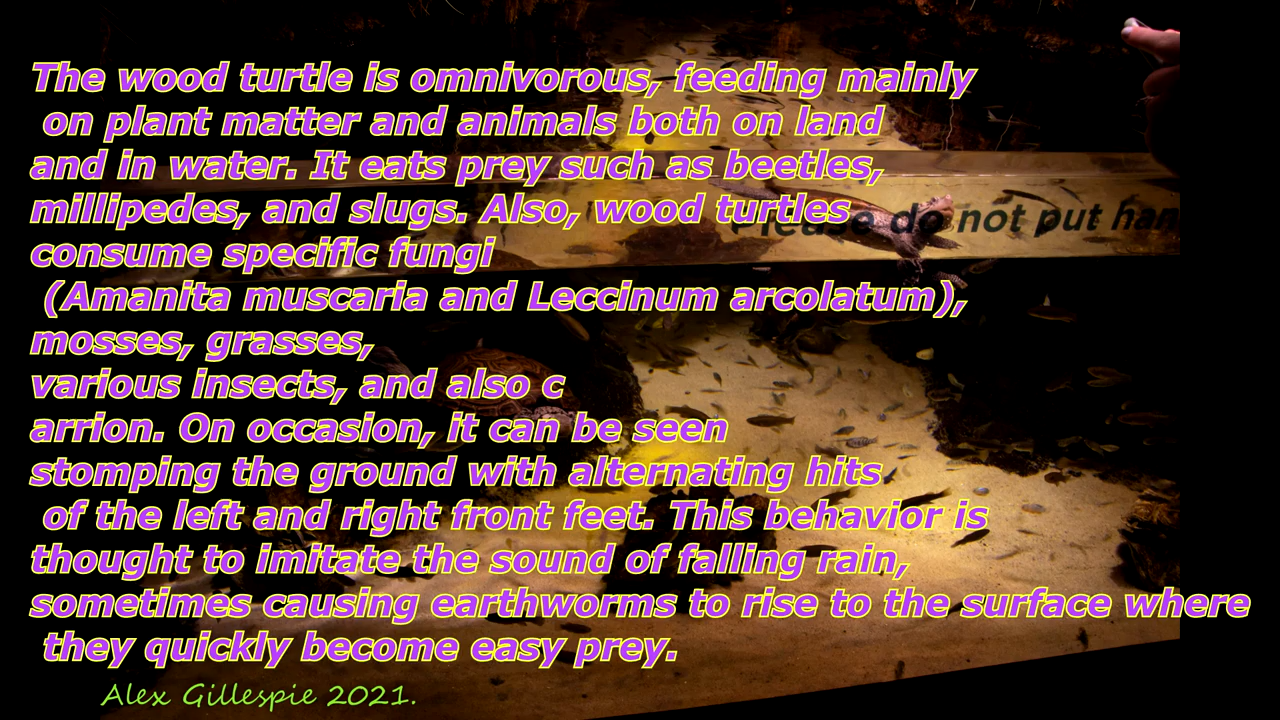 The wood turtle is omnivorous, feeding mainly
on plant matter and animals both on land
and in water. It eats prey such as beetles,
millipedes, and slugs. Also, wood turtles
Please do not put han
consume specific fungi
(Amanita muscaria and Leccinum arcolatum),
mosses, grasses,
various insects, and also c
arrion. On occasion, it can be seen
stomping the ground with alternating hits
of the left and right front feet. This behavior is
thought to imitate the sound of falling rain,
sometimes causing earthworms to rise to the surface where
they quickly become easy prey.
Alex Gillespie 2021.